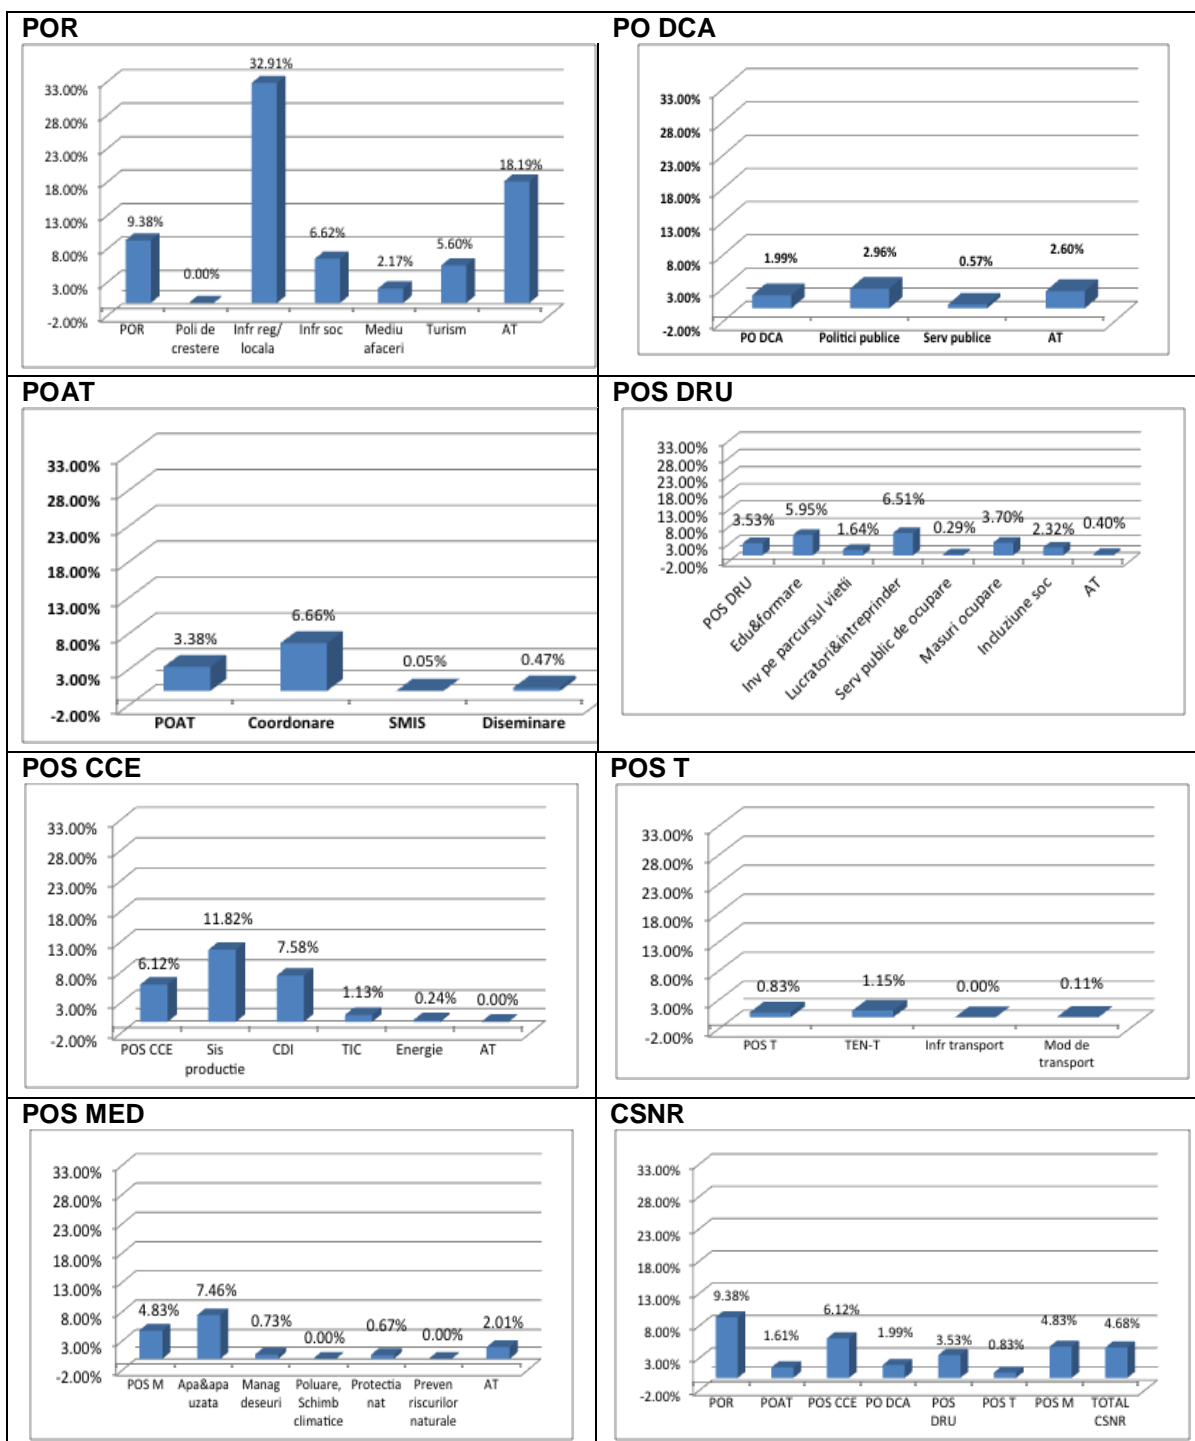 POR
32.91%
33.00%
28.00%
23.00%
18.19%
18.00%
13.00%
9.38%
8.00%
6.62%
5.60%
0.00%
2.17%
3.00%
-2.00%
POR Poli de Infr reg/ Infr soc Mediu Turism AT
crestere locala afaceri
PO DCA
33.00%
28.00%
23.00%
18.00%
13.00%
8.00%
1.99% 2.96% 0.57% 2.60%
3.00%
-2.00%
PO DCA Politici publice Serv publice AT
POAT
33.00%
28.00%
23.00%
18.00%
13.00%
8.00%
6.66%
3.38%
0.05% 0.47%
3.00%
-2.00%
POAT Coordonare SMIS Diseminare
POS DRU
33.00%
28.00%
23.00%
18.00%
13.00%
8.00%
3.00%
-2.00%
3.53% 5.95% 1.64% 6.51% 0.29% 3.70% 2.32% 0.40%
POS DRU
Edu&formare
Inv pe parcursul vietii
Lucratori&intreprinder
Serv public de ocupare
Masuri ocupare
Incluziune soc
AT
POS CCE
33.00%
28.00%
23.00%
18.00%
13.00%
8.00%
3.00%
-2.00%
6.12% 11.82% 7.58% 1.13% 0.24% 0.00%
POS CCE Sis CDI TIC Energie AT
productie
POS T
33.00%
28.00%
23.00%
18.00%
13.00%
8.00%
3.00%
-2.00%
0.83% 1.15% 0.00% 0.11%
POS T TEN-T Infr transport Mod de
transport
POS MED
33.00%
28.00%
23.00%
18.00%
13.00%
8.00%
3.00%
-2.00%
4.83% 7.46% 0.73% 0.00% 0.67% 0.00% 2.01%
POS M Apa&apa Manag Poluare, Protectia Preven AT
uzata deseuri Schimb nat riscurilor
climatice naturale
CSNR
33.00%
28.00%
23.00%
18.00%
13.00%
8.00%
3.00%
-2.00%
9.38% 1.61% 6.12% 1.99% 3.53% 0.83% 4.83% 4.68%
POR POAT POS CCE PO DCA POS POS T POS M TOTAL
DRU CSNR